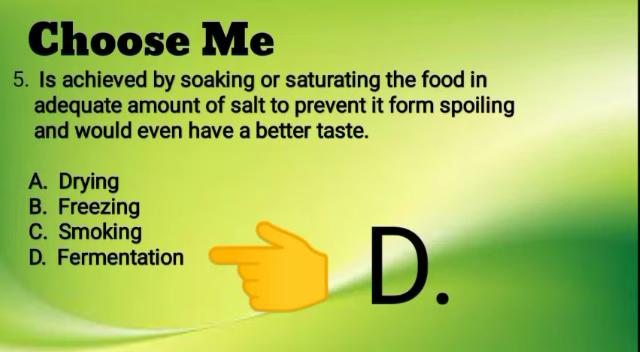 Choose Me
5. Is achieved by soaking or saturating the food in
adequate amount of salt to prevent it form spoiling
and would even have a better taste.
A. Drying
B. Freezing
C. Smoking
D. Fermentation
D.